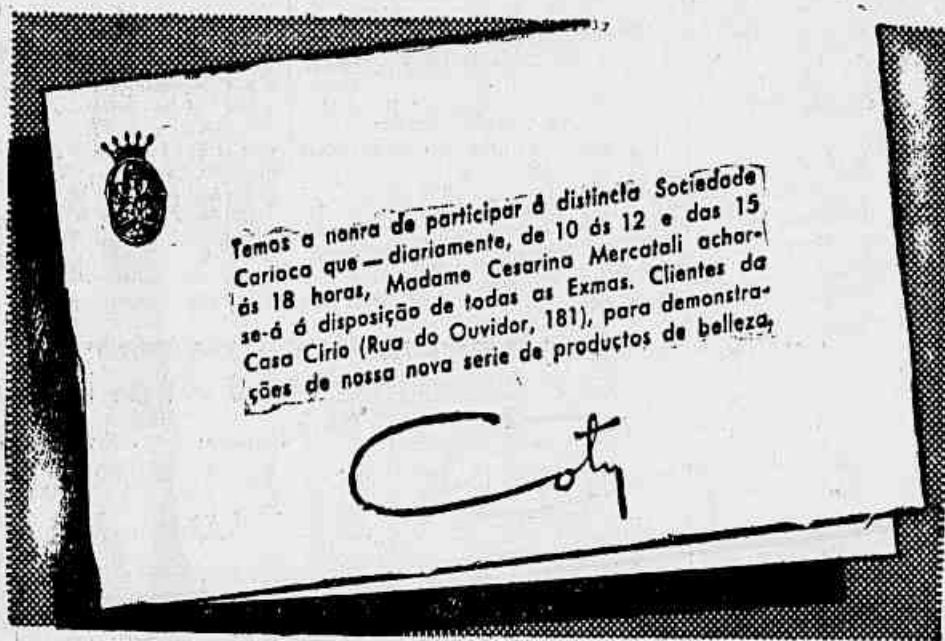 Temos a honra de participar á distincta Sociedade
Carioca que — diariamente, de 10 ás 12 e das 15
ás 18 horas, Madame Cesarina Mercatali achar-
se-á á disposição de todas as Exmas. Clientes da
Casa Cirio (Rua do Ouvidor, 181), para demonstra-
ções de nossa nova serie de productos de belleza.
Coty